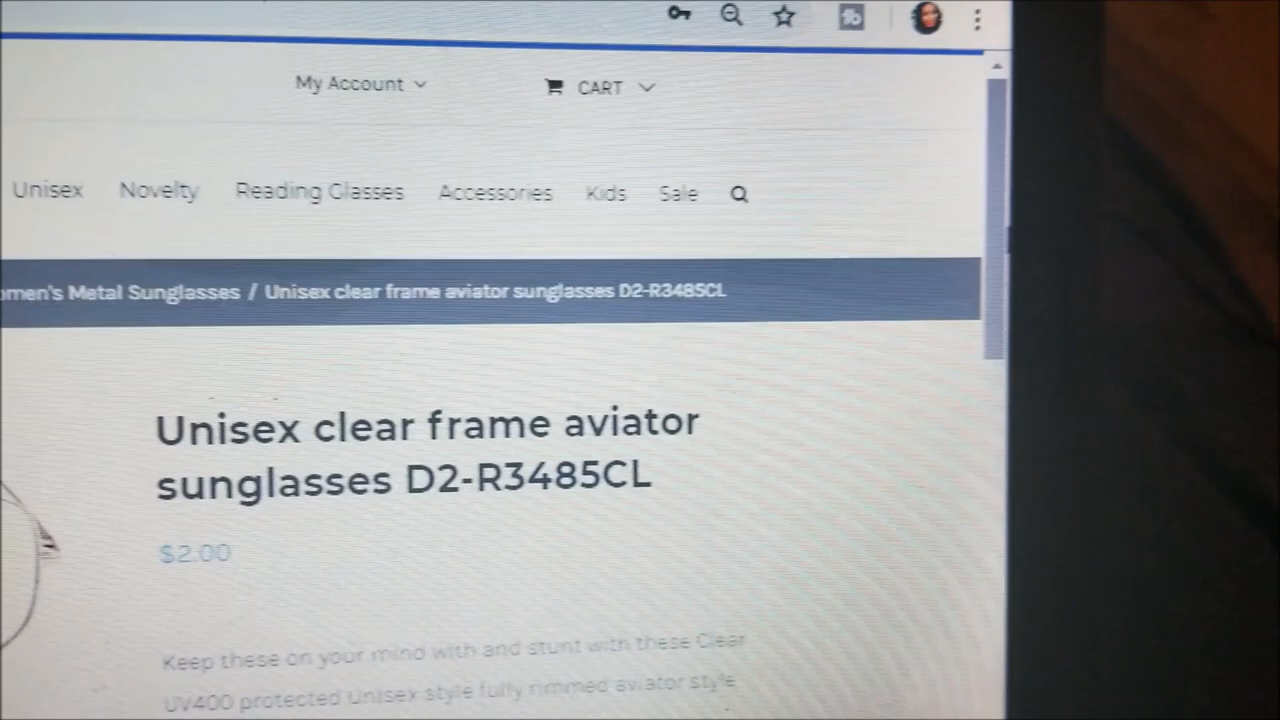 My Account CART
Unisex Novelty Reading Glasses Accessories Kids Sale
omen's Metal Sunglasses / Unisex clear frame aviator sunglasses D2-R3485CL
Unisex clear frame aviator
sunglasses D2-R3485CL
$2.00
Keep these on your mind with and stunt with these Clear
UV400 protected Unisex style fully rimmed aviator style